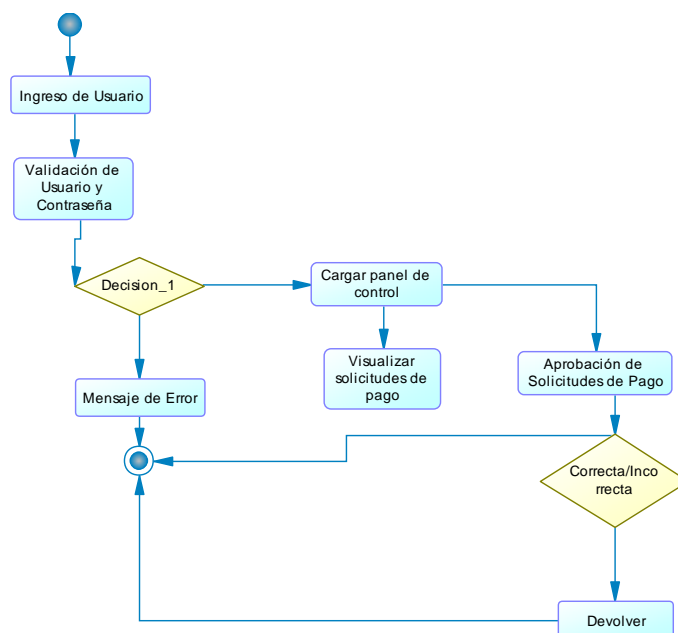 Ingreso de Usuario
Validación de
Usuario y
Contraseña
Decision_1
Cargar panel de
control
Visualizar
solicitudes de
pago
Aprobación de
Solicitudes de Pago
Mensaje de Error
Correcta/Inco
rrecta
Devolver